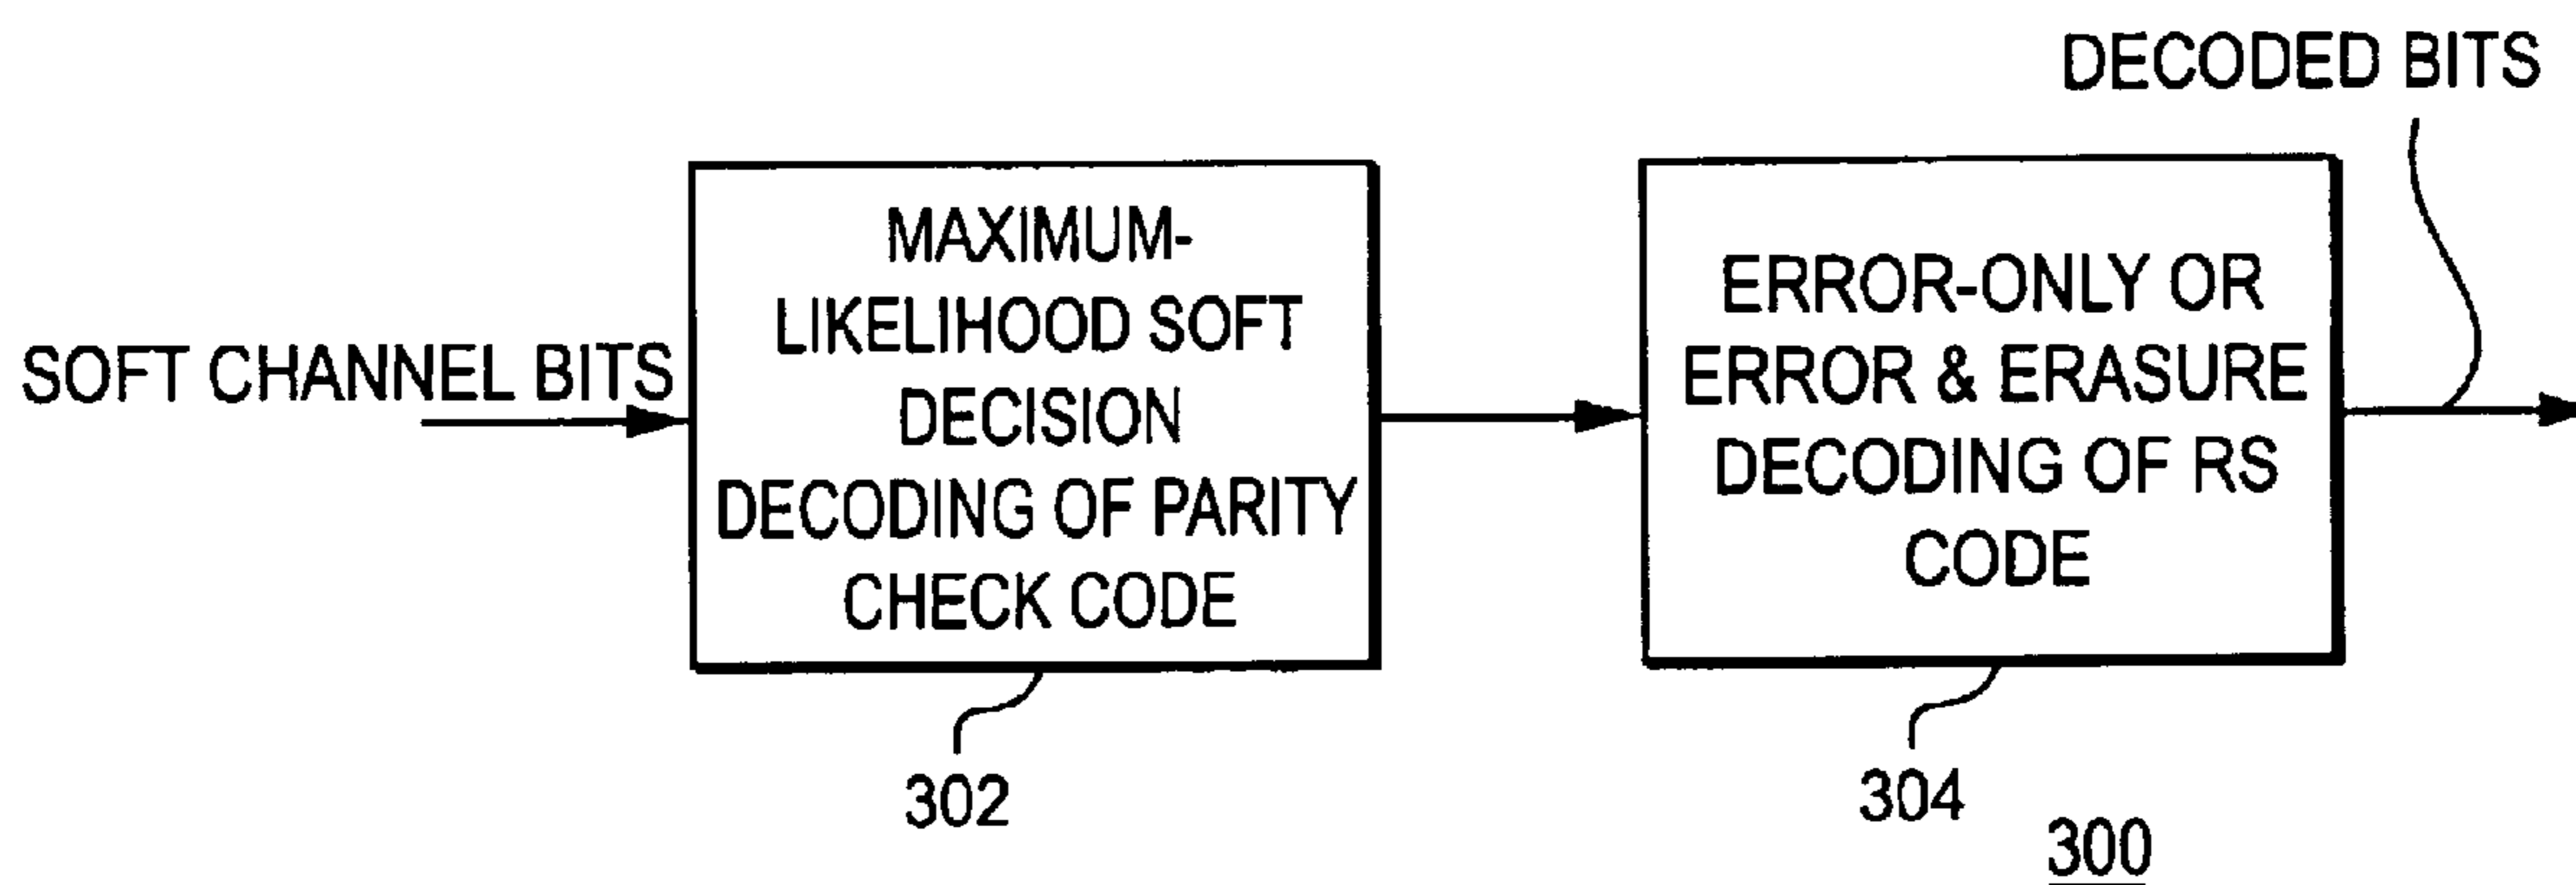 DECODED BITS
SOFT CHANNEL BITS
MAXIMUM-
LIKELIHOOD SOFT
DECISION
DECODING OF PARITY
CHECK CODE
ERROR-ONLY OR
ERROR & ERASURE
DECODING OF RS
CODE
302
304
300